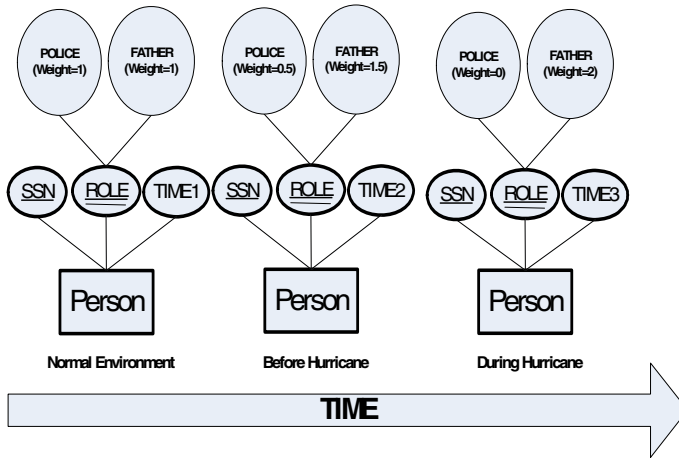 POLICE
(Weight=1)
FATHER
(Weight=1)
POLICE
(Weight=0.5)
FATHER
(Weight=1.5)
POLICE
(Weight=0)
FATHER
(Weight=2)
SSN
ROLE
TIME1
SSN
ROLE
TIME2
SSN
ROLE
TIME3
Person
Person
Person
Normal Environment
Before Hurricane
During Hurricane
TIME